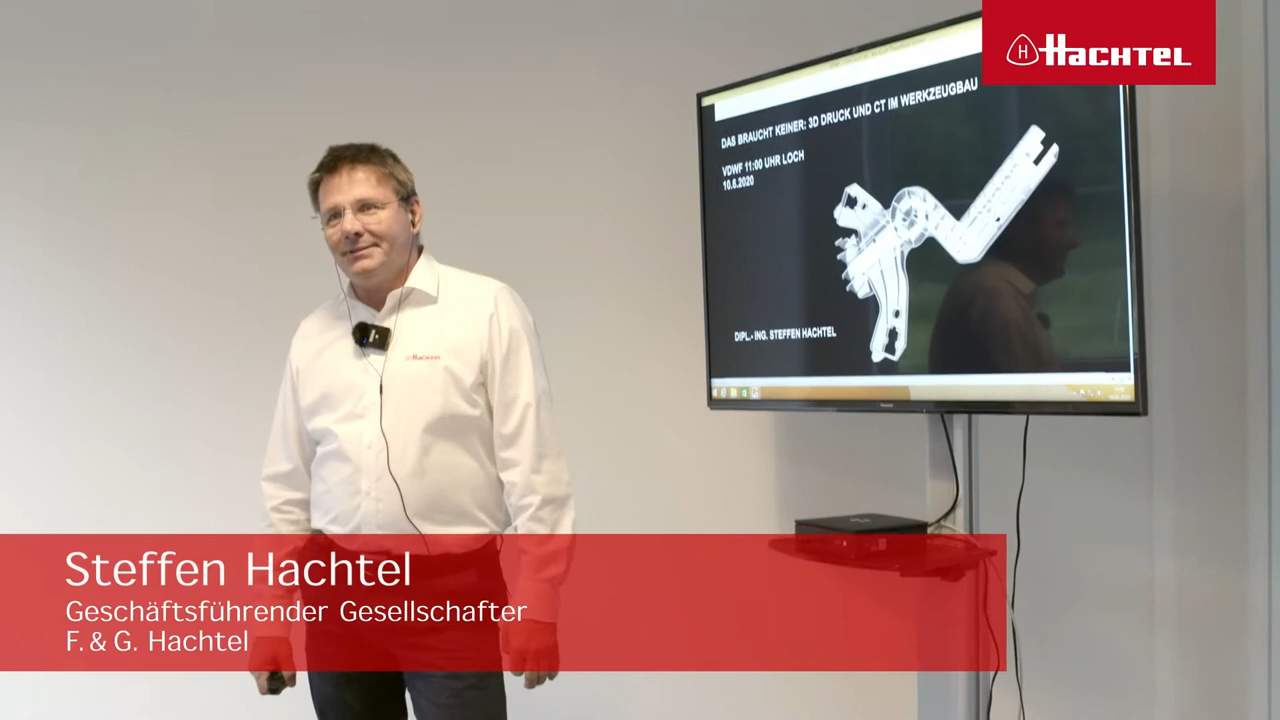 H HACHTEL
DAS BRAUCHT KEINER: 3D DRUCK UND CT IM WERKZEUGBAU
VDWF 11:00 UHR LOCH
10.6.2020
DIPL.- ING. STEFFEN HACHTEL
HACHTEL
Steffen Hachtel
Geschäftsführender Gesellschafter
F. & G. Hachtel